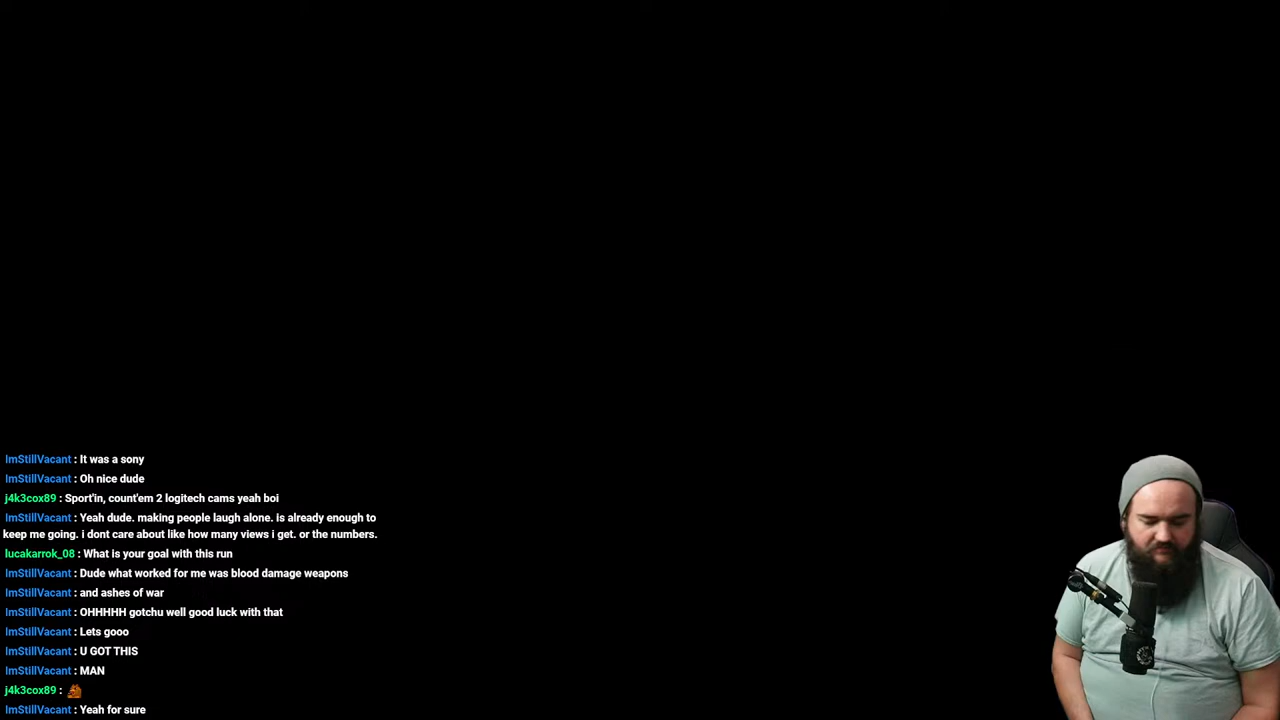 ImStillVacant : It was a sony
ImStillVacant : Oh nice dude
j4k3cox89 : Sport'in, count'em 2 logitech cams yeah boi
ImStillVacant : Yeah dude. making people laugh alone. is already enough to
keep me going. i dont care about like how many views i get. or the numbers.
lucakarrok_08 : What is your goal with this run
ImStillVacant : Dude what worked for me was blood damage weapons
ImStillVacant : and ashes of war
ImStillVacant : OHHHHH gotchu well good luck with that
ImStillVacant : Lets gooo
ImStillVacant : U GOT THIS
ImStillVacant : MAN
j4k3cox89 :
ImStillVacant : Yeah for sure